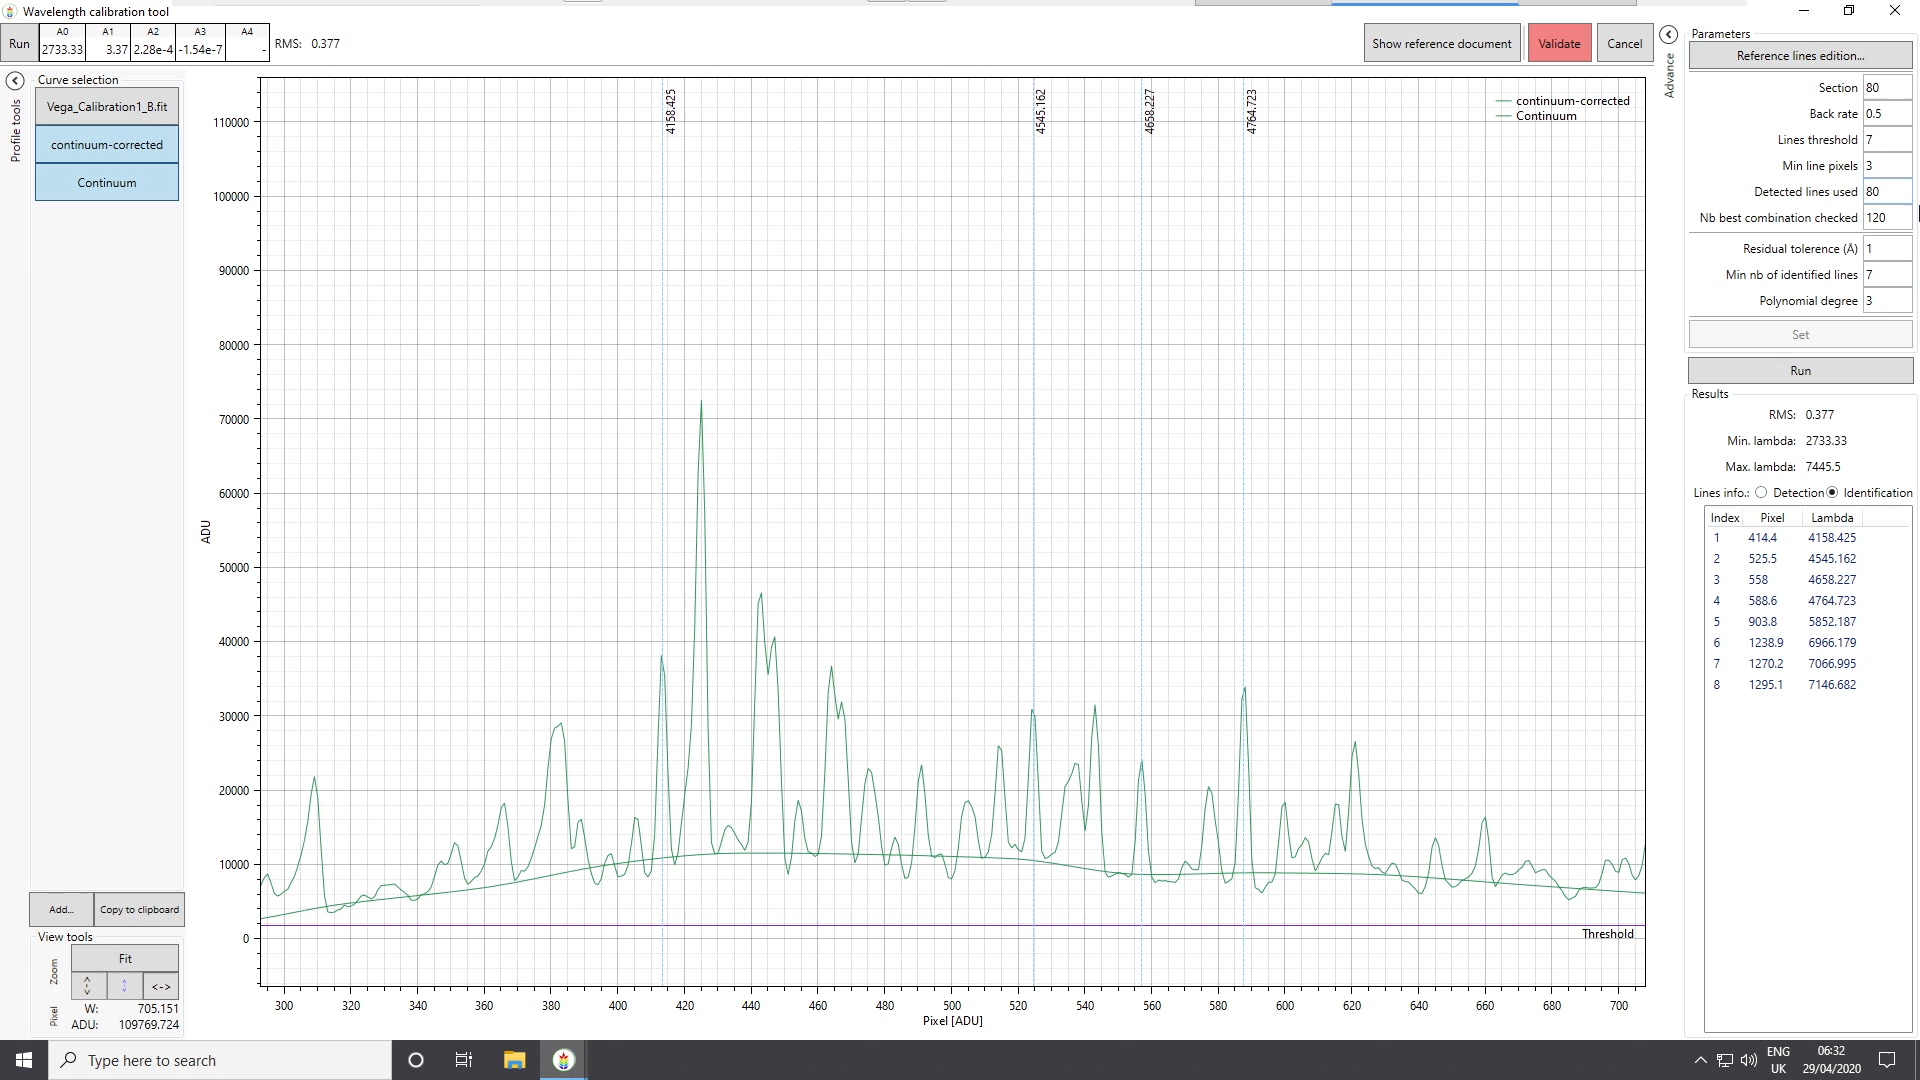 Wavelength calibration tool
Run
A0 A1 A2 A3 A4
2733.33 3.37 2.28e-4 -1.54e-7 -
RMS: 0.377
Show reference document
Validate
Cancel
Profile tools
Curve selection
Vega_Calibration1_B.fit
continuum-corrected
Continuum
Add...
Copy to clipboard
View tools
Zoom
Fit
<->
Pixel
W: 705.151
ADU: 109769.724
ADU
110000
100000
90000
80000
70000
60000
50000
40000
30000
20000
10000
0
4158.425
4545.162
4658.227
4764.723
continuum-corrected
Continuum
Threshold
300 320 340 360 380 400 420 440 460 480 500 520 540 560 580 600 620 640 660 680 700
Pixel [ADU]
Advance
Parameters
Reference lines edition...
Section 80
Back rate 0.5
Lines threshold 7
Min line pixels 3
Detected lines used 80
Nb best combination checked 120
Residual tolerence (Å) 1
Min nb of identified lines 7
Polynomial degree 3
Set
Run
Results
RMS: 0.377
Min. lambda: 2733.33
Max. lambda: 7445.5
Lines info.: Detection Identification
Index Pixel Lambda
1 414.4 4158.425
2 525.5 4545.162
3 558 4658.227
4 588.6 4764.723
5 903.8 5852.187
6 1238.9 6966.179
7 1270.2 7066.995
8 1295.1 7146.682
Type here to search
ENG
UK
06:32
29/04/2020